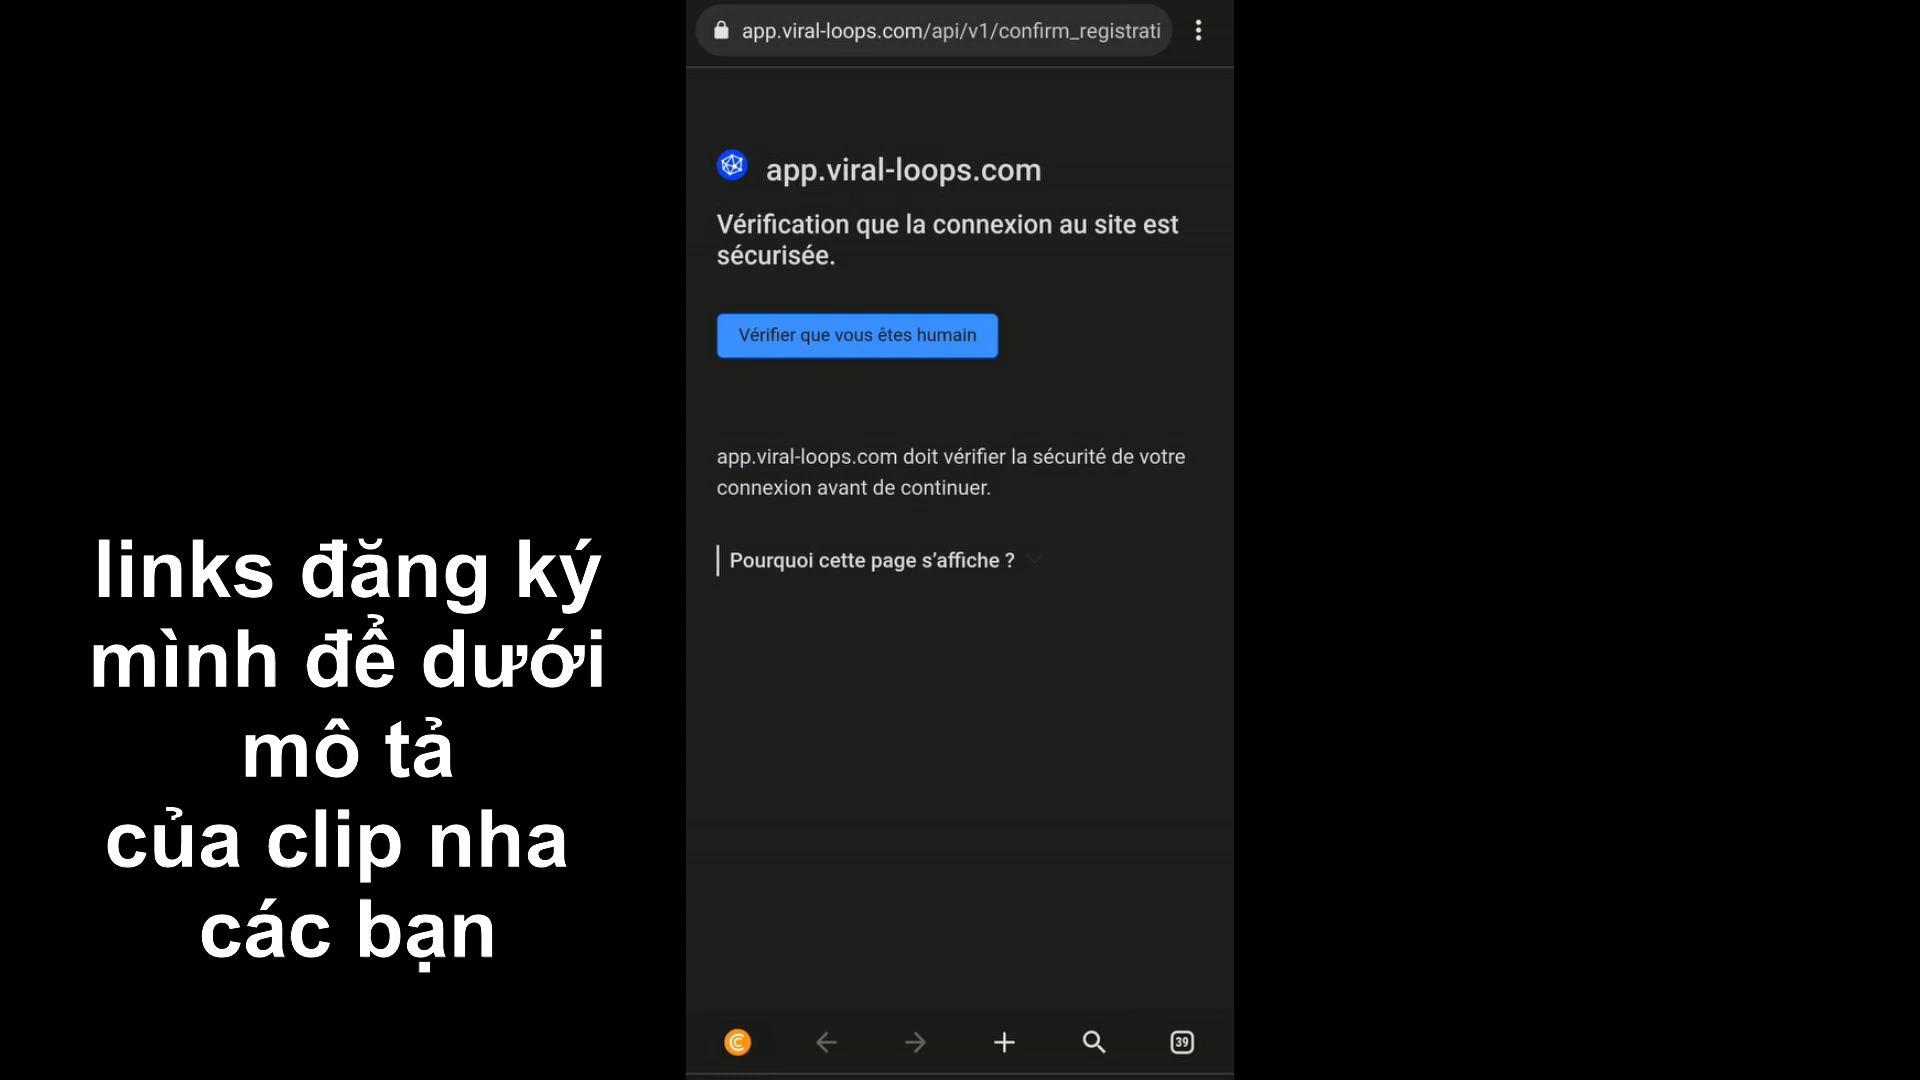 app.viral-loops.com/api/v1/confirm_registrati
app.viral-loops.com
Vérification que la connexion au site est
sécurisée.
Vérifier que vous êtes humain
app.viral-loops.com doit vérifier la sécurité de votre
connexion avant de continuer.
Pourquoi cette page s’affiche ?
links đăng ký
mình để dưới
mô tả
của clip nha
các bạn
39